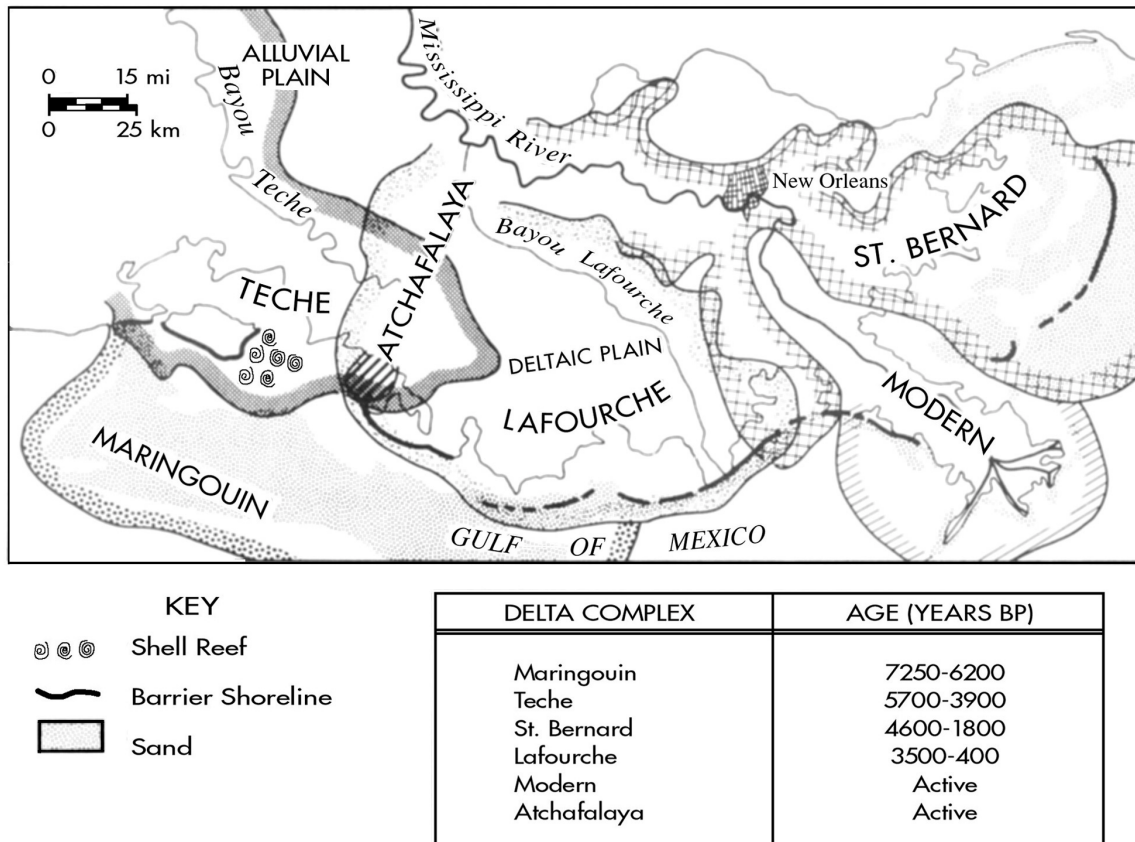 ALLUVIAL
PLAIN
0 15 mi
0 25 km
Bayou
Teche
Mississippi River
New Orleans
ST. BERNARD
ATCHAFALAYA
Bayou Lafourche
TECHE
DELTAIC PLAIN
LAFOURCHE
MODERN
MARINGOUIN
GULF OF MEXICO
KEY
Shell Reef
Barrier Shoreline
Sand
DELTA COMPLEX AGE (YEARS BP)
Maringouin 7250-6200
Teche 5700-3900
St. Bernard 4600-1800
Lafourche 3500-400
Modern Active
Atchafalaya Active